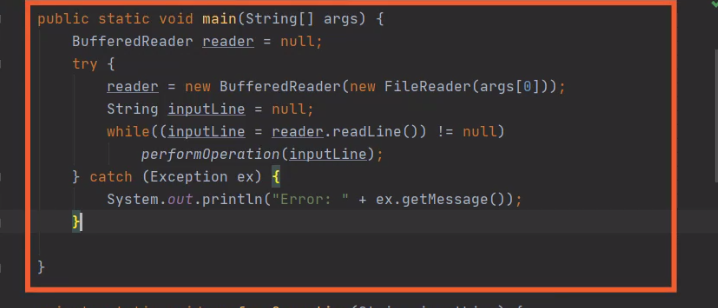 public static void main(String[] args) {
BufferedReader reader = null;
try {
reader = new BufferedReader(new FileReader(args[0]));
String inputLine = null;
while((inputLine = reader.readLine()) != null)
performOperation(inputLine);
} catch (Exception ex) {
System.out.println("Error: " + ex.getMessage());
}
}